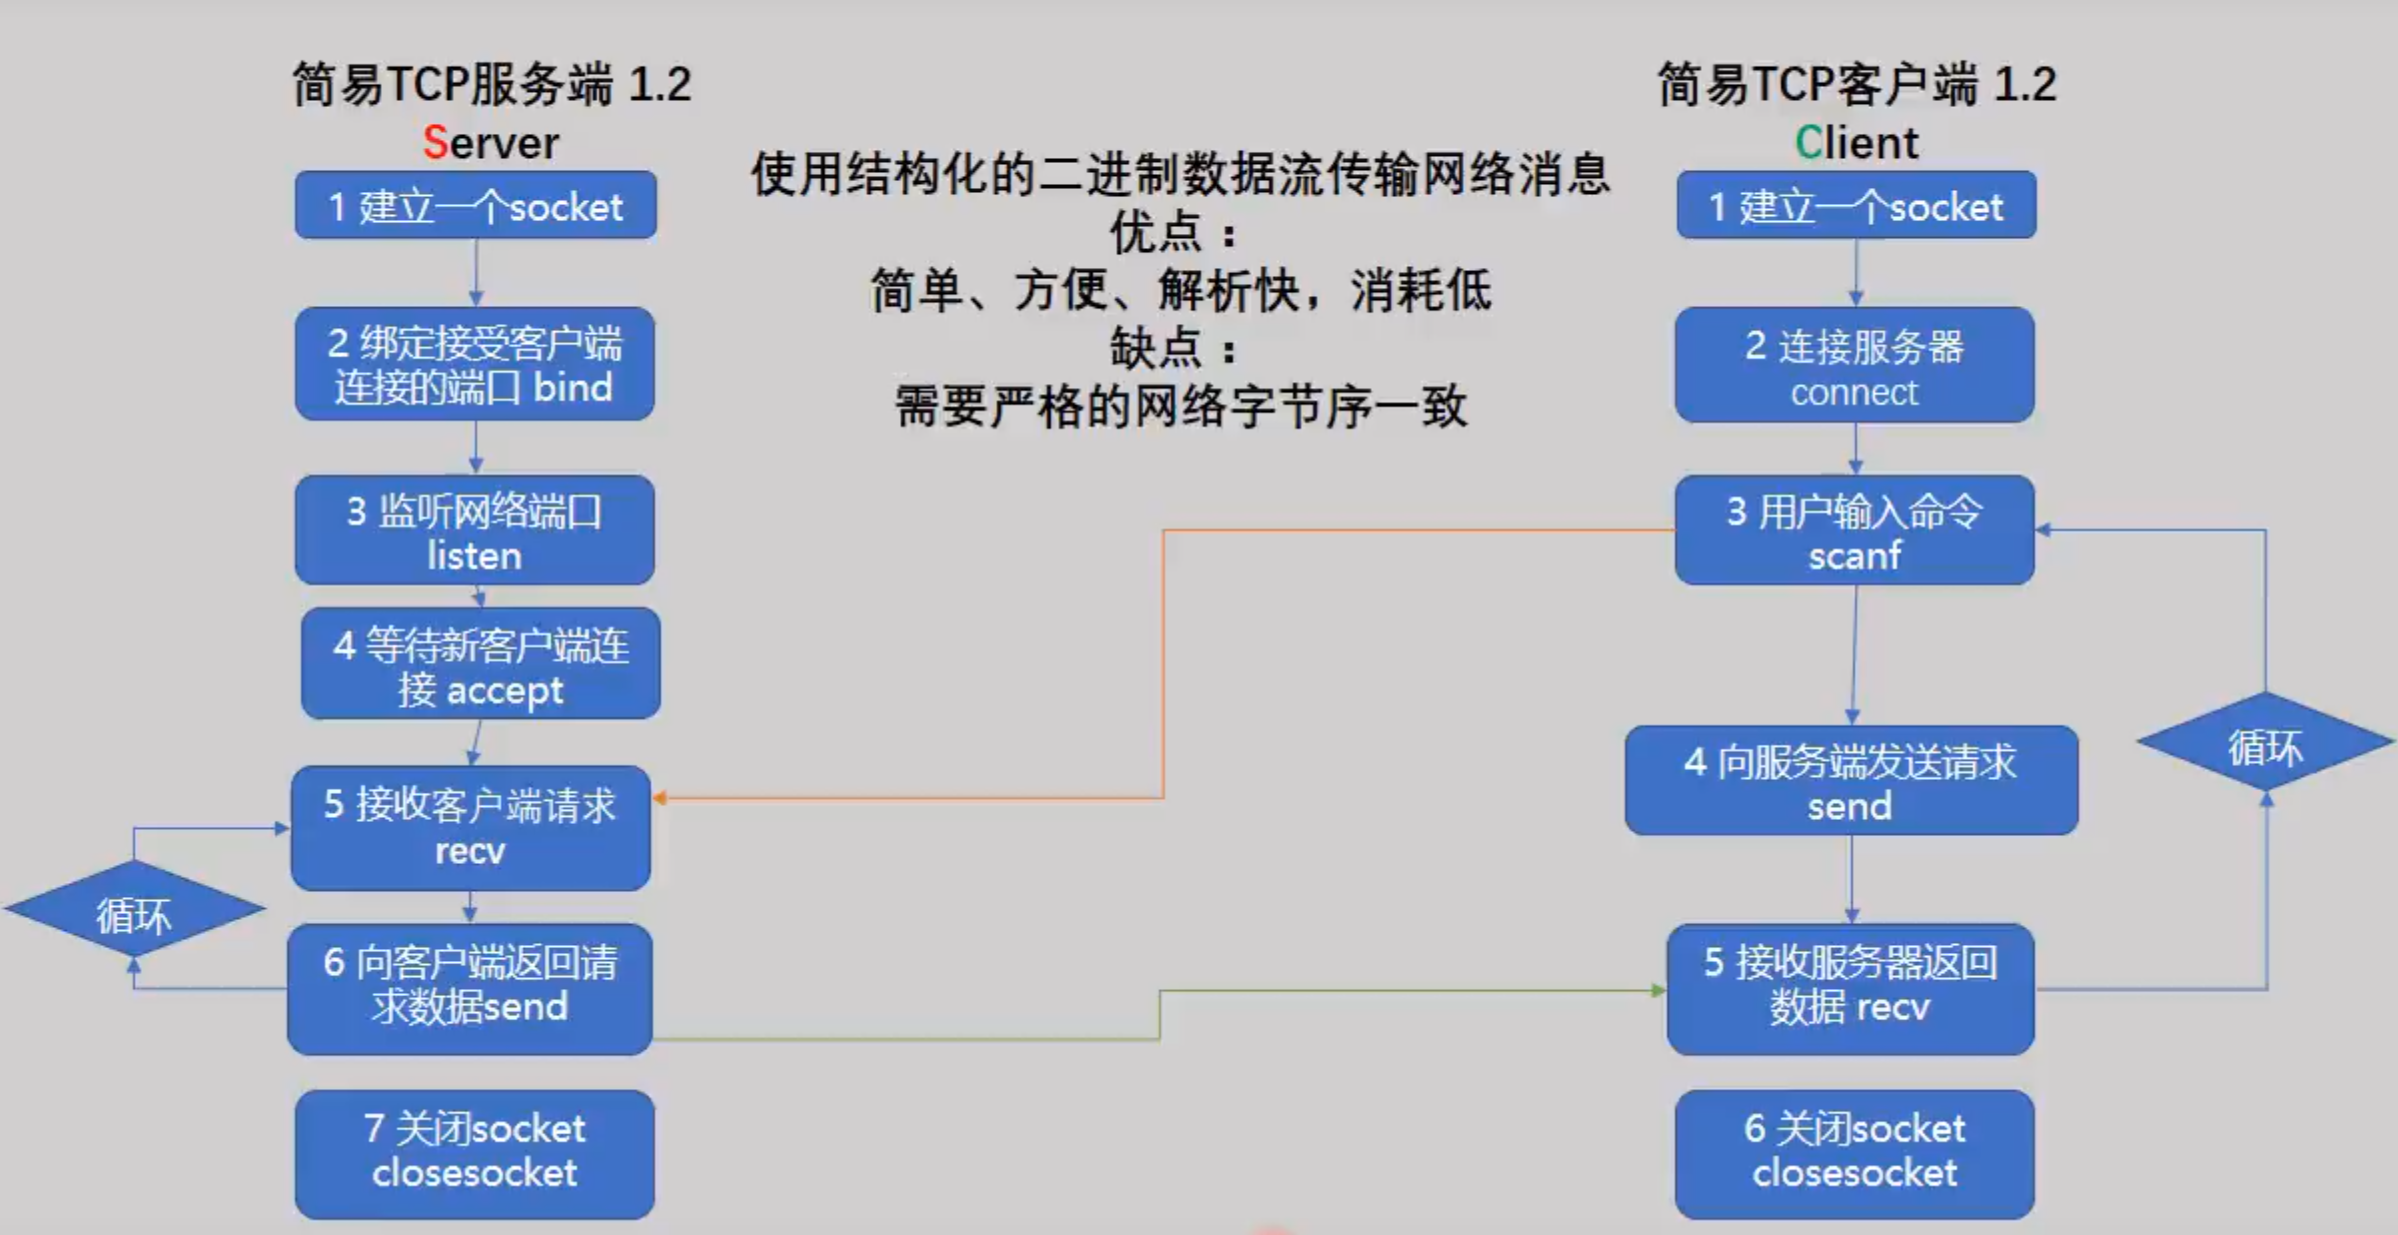 简易TCP服务端 1.2
Server
1 建立一个socket
2 绑定接受客户端
连接的端口 bind
3 监听网络端口
listen
4 等待新客户端连
接 accept
5 接收客户端请求
recv
循环
6 向客户端返回请
求数据send
7 关闭socket
closesocket
使用结构化的二进制数据流传输网络消息
优点：
简单、方便、解析快，消耗低
缺点：
需要严格的网络字节序一致
简易TCP客户端 1.2
Client
1 建立一个socket
2 连接服务器
connect
3 用户输入命令
scanf
4 向服务端发送请求
send
循环
5 接收服务器返回
数据 recv
6 关闭socket
closesocket